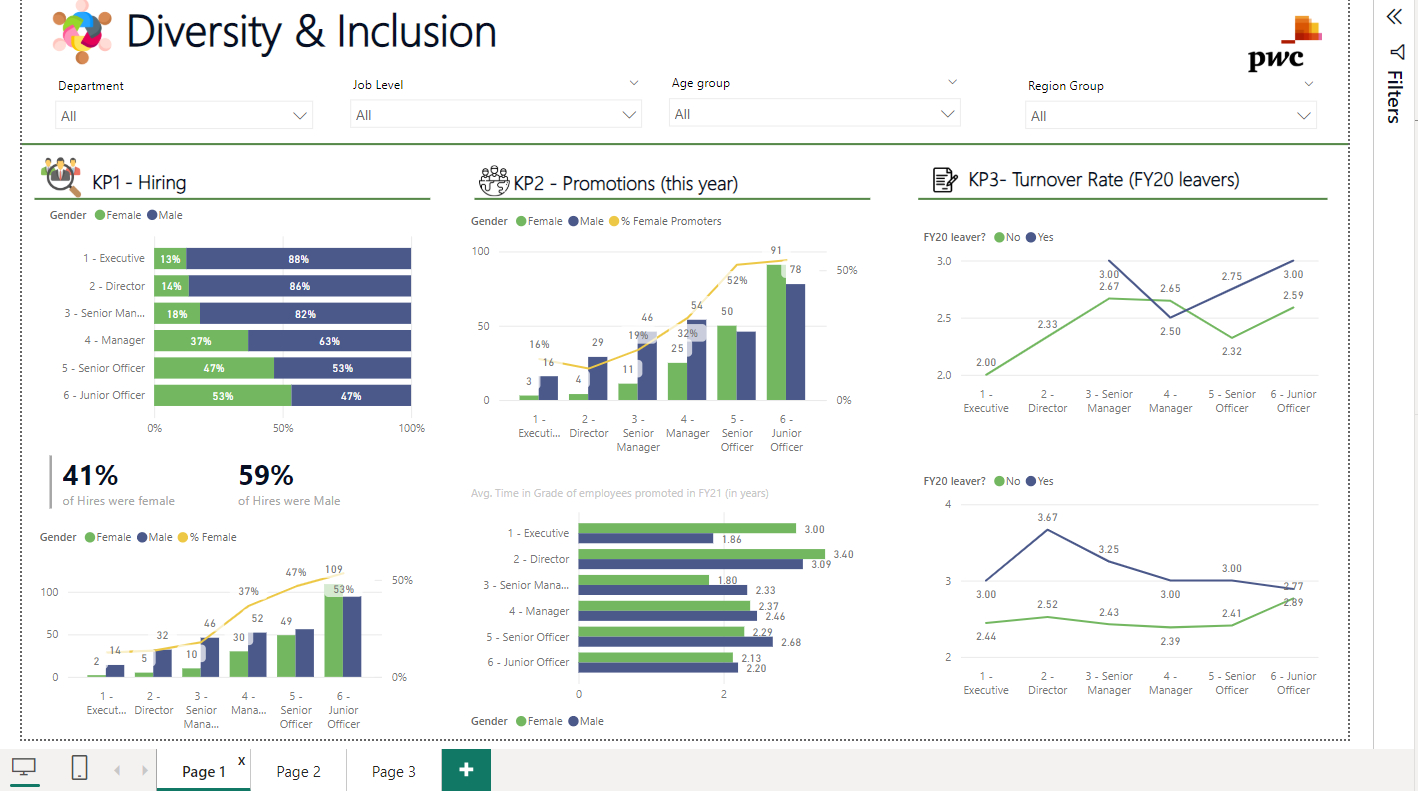 Diversity & Inclusion
pwc
Department
Job Level
Age group
Region Group
All
All
All
All
Filters
KP1 - Hiring
Gender Female Male
1 - Executive 13% 88%
2 - Director 14% 86%
3 - Senior Man... 18% 82%
4 - Manager 37% 63%
5 - Senior Officer 47% 53%
6 - Junior Officer 53% 47%
0% 50% 100%
41%
of Hires were female
59%
of Hires were Male
Gender Female Male % Female
100
50
0
50%
0%
2 14 5 32 10 46 30 37% 52 49 47% 109 53%
1 -
Execut...
2 -
Director
3 -
Senior
Mana...
4 -
Mana...
5 -
Senior
Officer
6 -
Junior
Officer
KP2 - Promotions (this year)
Gender Female Male % Female Promoters
100
50
0
50%
0%
16% 3 16 4 29 11 19% 46 25 32% 54 50 52% 91 78
1 -
Executi...
2 -
Director
3 -
Senior
Manager
4 -
Manager
5 -
Senior
Officer
6 -
Junior
Officer
Avg. Time in Grade of employees promoted in FY21 (in years)
1 - Executive 3.00 1.86
2 - Director 3.40 3.09
3 - Senior Mana... 1.80 2.33
4 - Manager 2.37 2.46
5 - Senior Officer 2.29 2.68
6 - Junior Officer 2.13 2.20
0 2
Gender Female Male
KP3- Turnover Rate (FY20 leavers)
FY20 leaver? No Yes
3.0
2.5
2.0
2.00 2.33 3.00 2.67 2.65 2.50 2.75 2.32 3.00 2.59
1 -
Executive
2 -
Director
3 - Senior
Manager
4 -
Manager
5 - Senior
Officer
6 - Junior
Officer
FY20 leaver? No Yes
4
3
2
3.00 2.44 3.67 2.52 3.25 2.43 3.00 2.39 3.00 2.41 2.77 2.89
1 -
Executive
2 -
Director
3 - Senior
Manager
4 -
Manager
5 - Senior
Officer
6 - Junior
Officer
Page 1 x
Page 2
Page 3
+